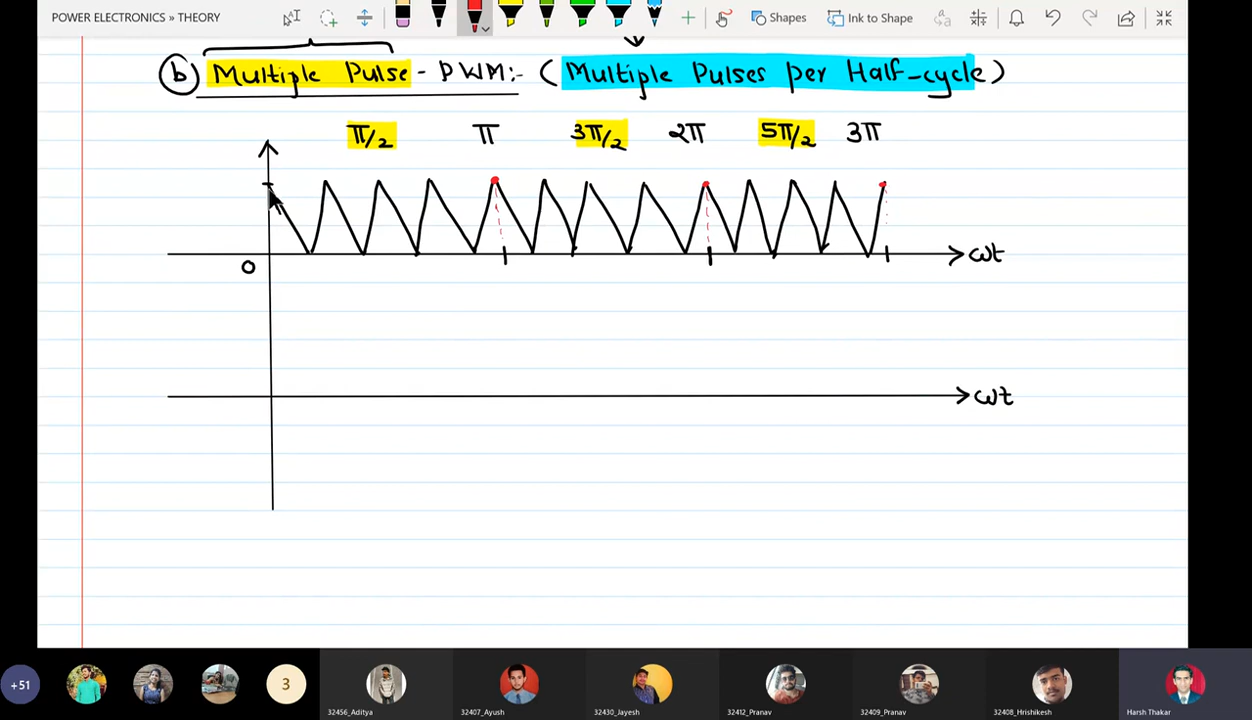 POWER ELECTRONICS » THEORY
Shapes
Ink to Shape
(b) Multiple Pulse - PWM:- (Multiple Pulses per Half-cycle)
π/2 π 3π/2 2π 5π/2 3π
0
ωt
ωt
+51
3
32456_Aditya
32407_Ayush
32430_Jayesh
32412_Pranav
32409_Pranav
32408_Hrishikesh
Harsh Thakar